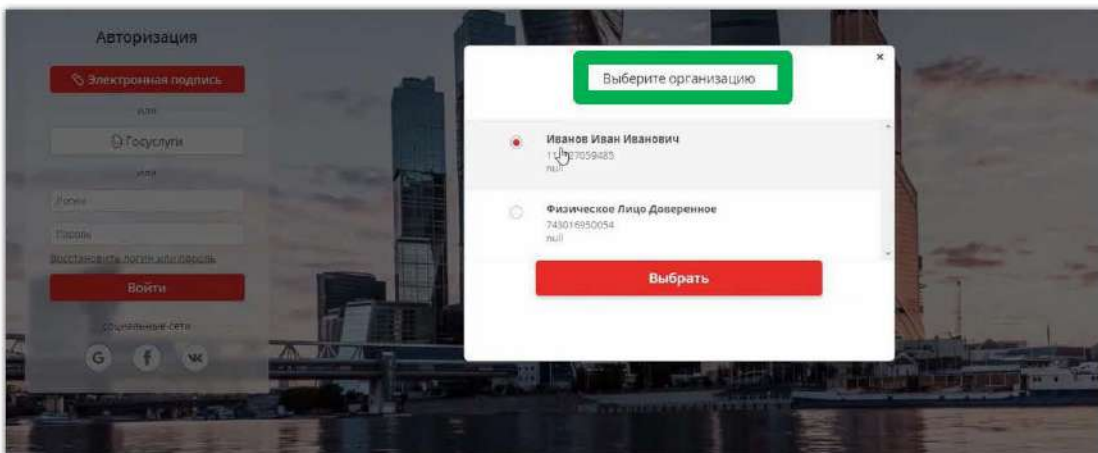 Авторизация
Электронная подпись
или
Госуслуги
или
Логин
Пароль
Восстановить логин или пароль
Войти
социальные сети
G f
Выберите организацию
×
Иванов Иван Иванович
null
Физическое Лицо Доверенное
743016950054
null
Выбрать